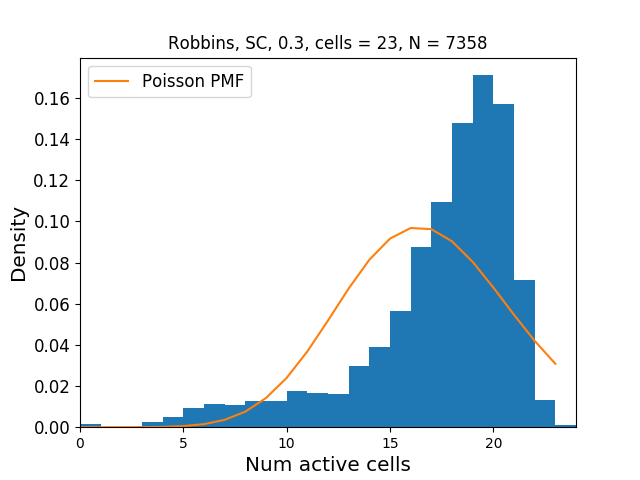 Robbins, SC, 0.3, cells = 23, N = 7358
Poisson PMF
0.16
0.14
0.12
0.10
0.08
0.06
0.04
0.02
0.00
Density
0 5 10 15 20
Num active cells